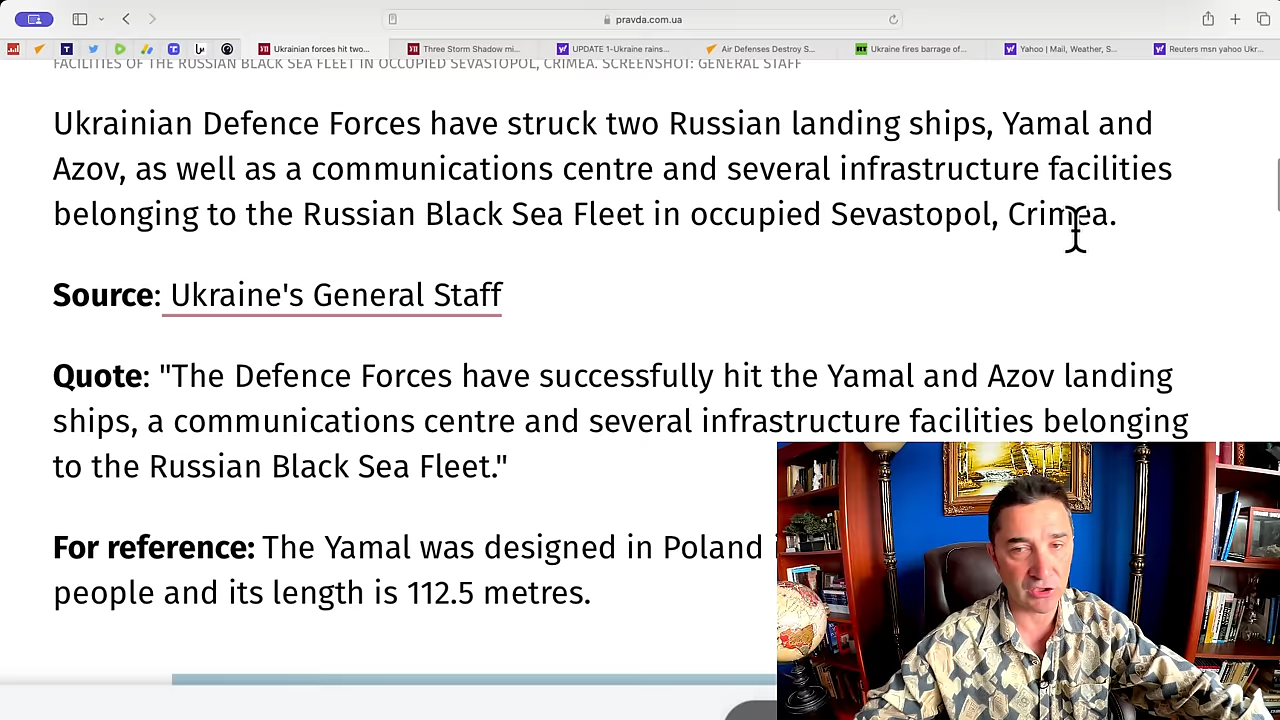 pravda.com.ua
Ukrainian forces hit two...
Three Storm Shadow mi...
UPDATE 1-Ukraine rains...
Air Defenses Destroy S...
Ukraine fires barrage of...
Yahoo | Mail, Weather, S...
Reuters msn yahoo Ukr...
FACILITIES OF THE RUSSIAN BLACK SEA FLEET IN OCCUPIED SEVASTOPOL, CRIMEA. SCREENSHOT: GENERAL STAFF
Ukrainian Defence Forces have struck two Russian landing ships, Yamal and
Azov, as well as a communications centre and several infrastructure facilities
belonging to the Russian Black Sea Fleet in occupied Sevastopol, Crimea.
Source: Ukraine's General Staff
Quote: "The Defence Forces have successfully hit the Yamal and Azov landing
ships, a communications centre and several infrastructure facilities belonging
to the Russian Black Sea Fleet."
For reference: The Yamal was designed in Poland
people and its length is 112.5 metres.